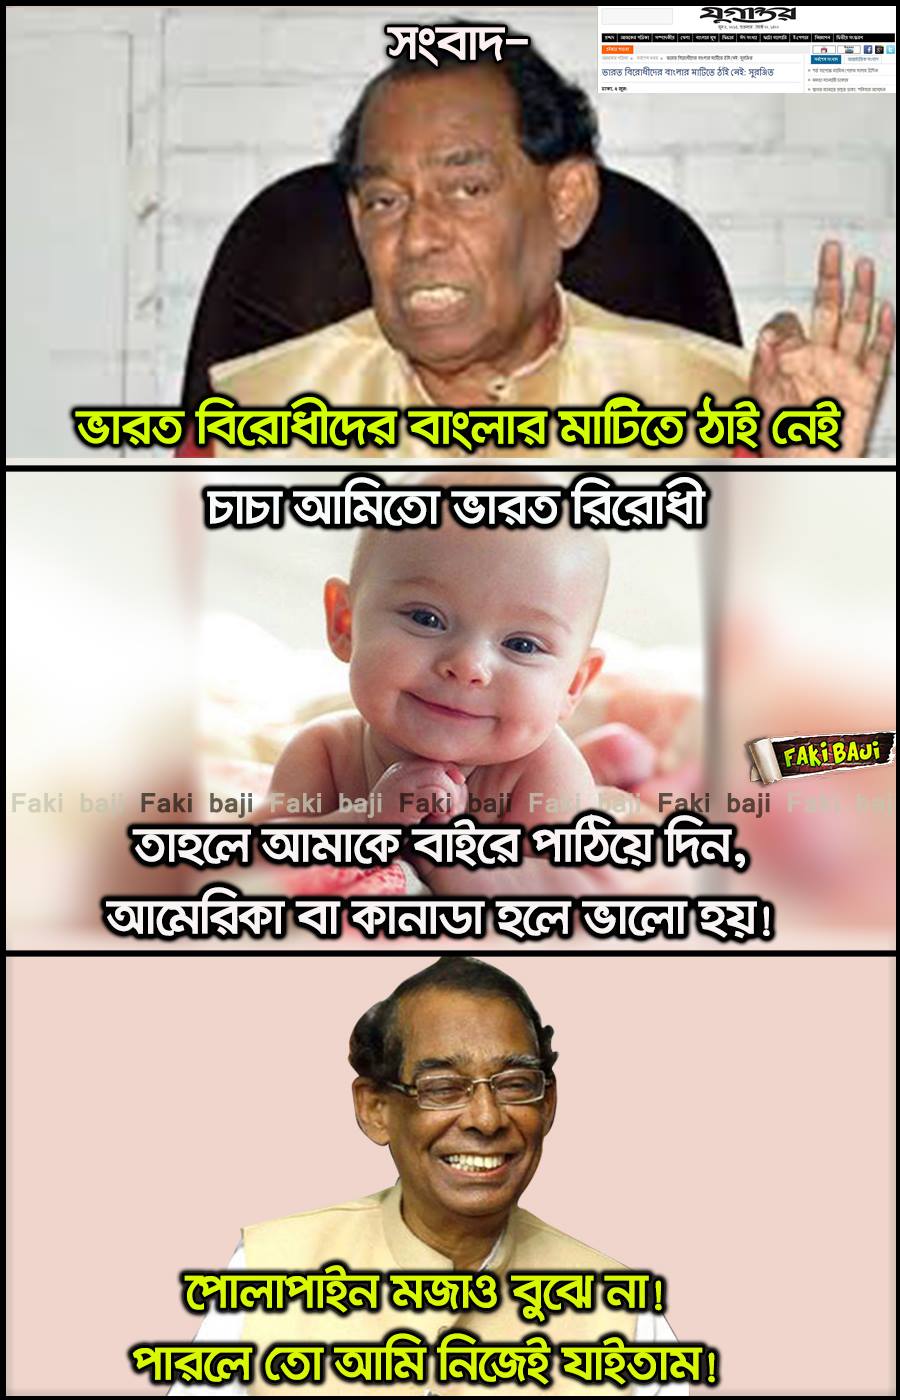 সংবাদ-
যুগান্তর
ভারত বিরোধীদের বাংলার মাটিতে ঠাঁই নেই: সুরঞ্জিত
ভারত বিরোধীদের বাংলার মাটিতে ঠাই নেই
চাচা আমিতো ভারত রিরোধী
FAKi BAJi
Faki baji Faki baji Faki baji Faki baji Faki baji Faki baji Faki baji
তাহলে আমাকে বাইরে পাঠিয়ে দিন,
আমেরিকা বা কানাডা হলে ভালো হয়!
পোলাপাইন মজাও বুঝে না!
পারলে তো আমি নিজেই যাইতাম!